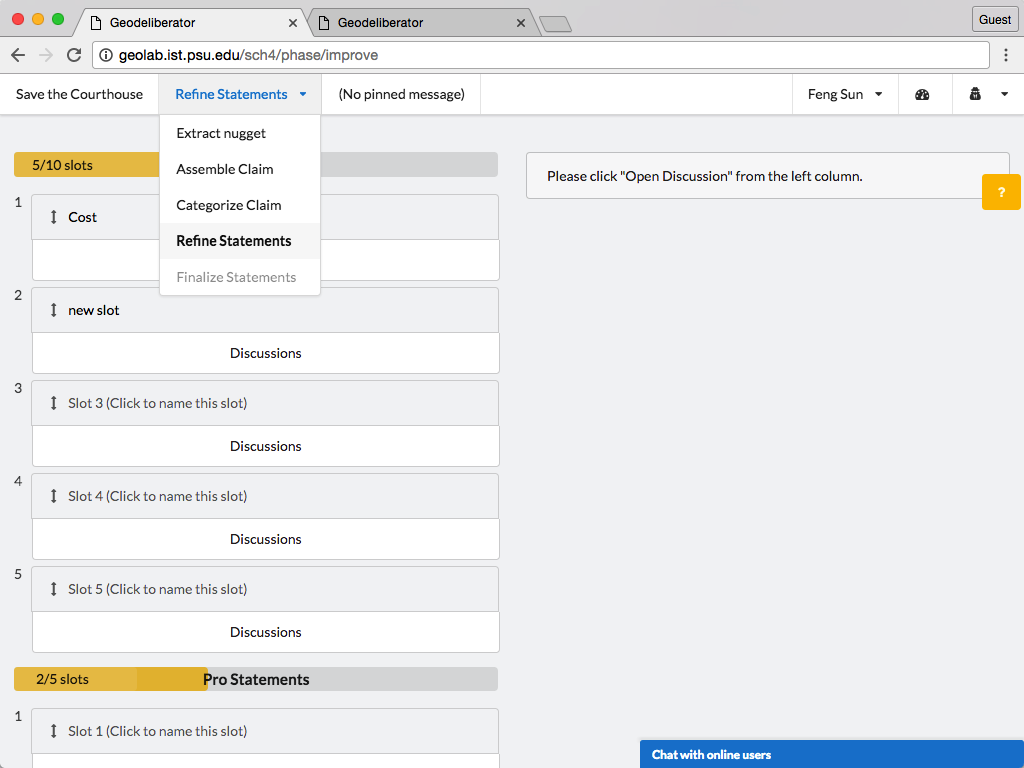 Geodeliberator
Geodeliberator
Guest
geolab.ist.psu.edu/sch4/phase/improve
Save the Courthouse
Refine Statements
(No pinned message)
Feng Sun
Extract nugget
Assemble Claim
Categorize Claim
Refine Statements
Finalize Statements
5/10 slots
Please click "Open Discussion" from the left column.
?
1
Cost
2
new slot
Discussions
3
Slot 3 (Click to name this slot)
Discussions
4
Slot 4 (Click to name this slot)
Discussions
5
Slot 5 (Click to name this slot)
Discussions
2/5 slots
Pro Statements
1
Slot 1 (Click to name this slot)
Chat with online users